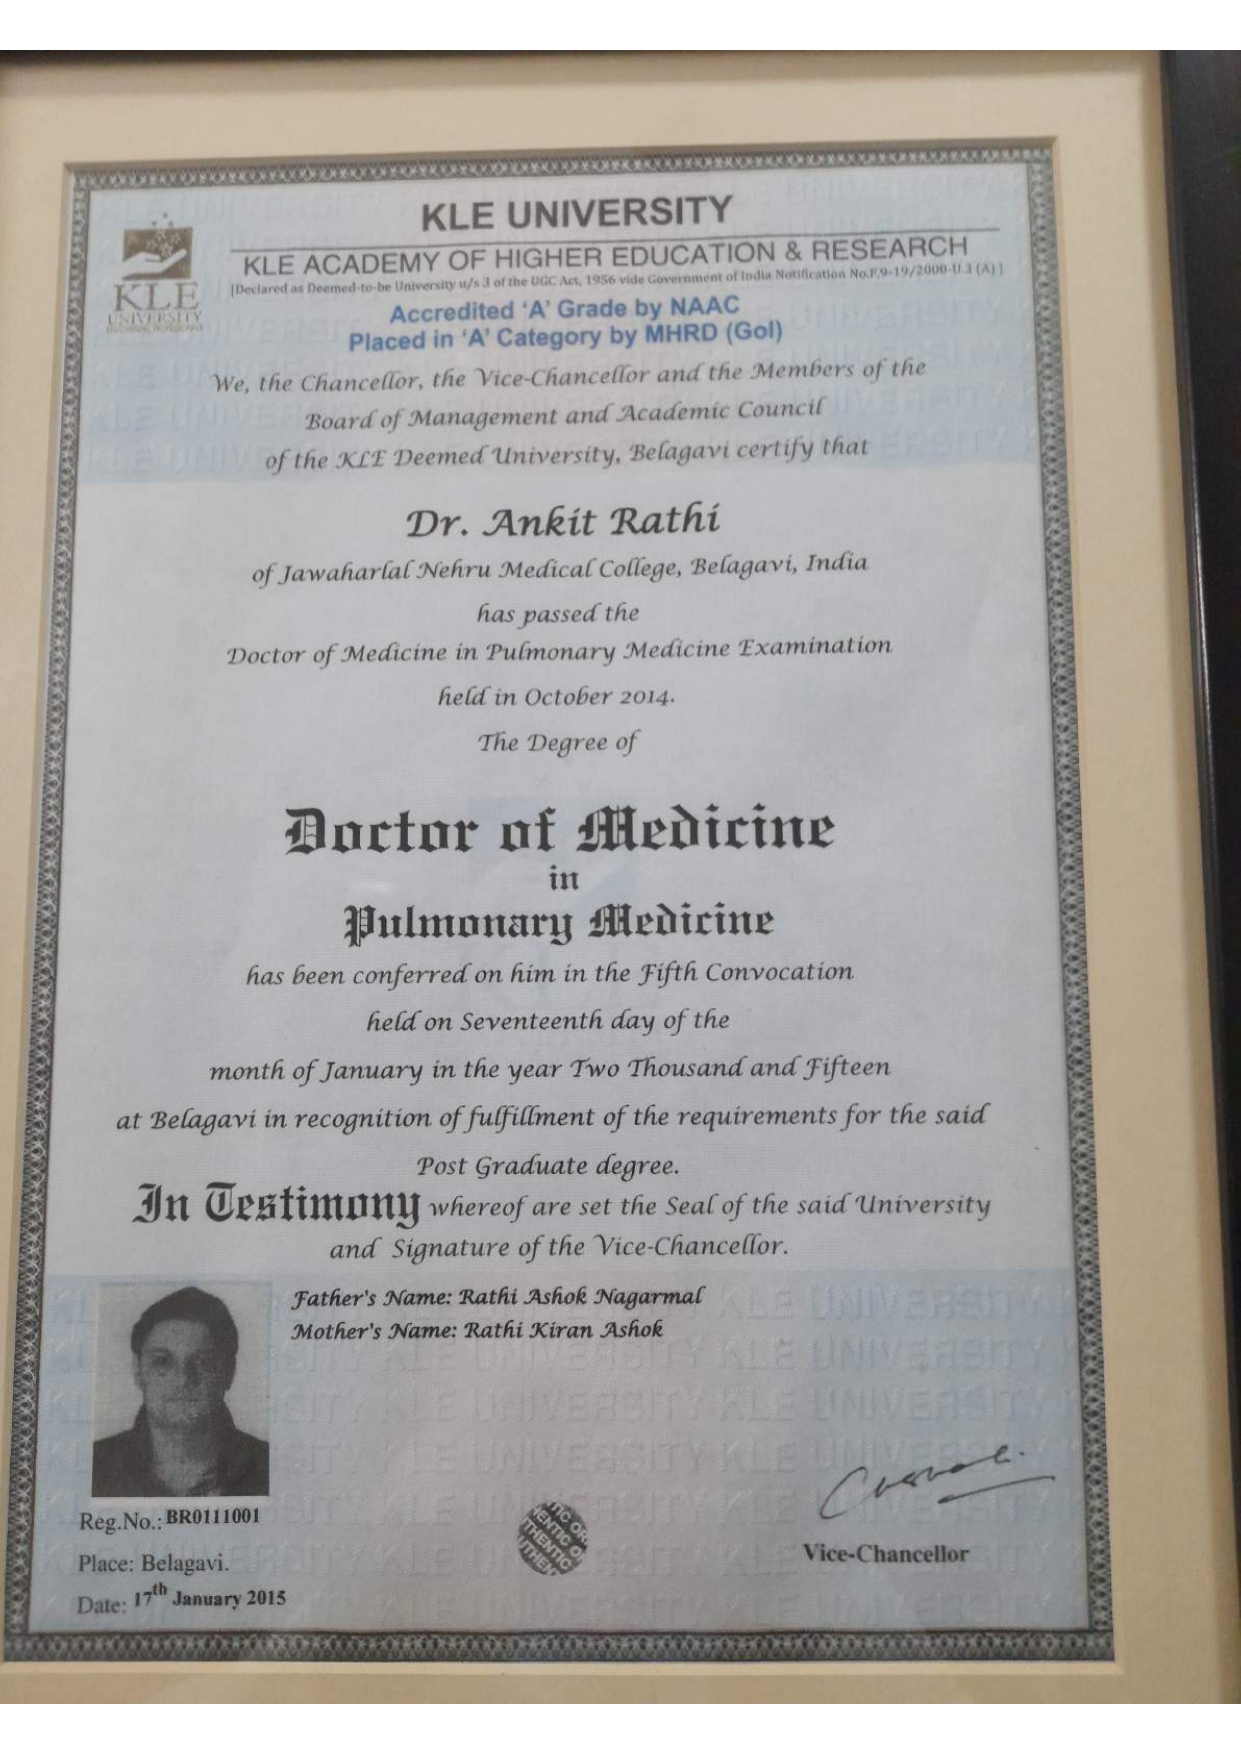 KLE UNIVERSITY
KLE ACADEMY OF HIGHER EDUCATION & RESEARCH
[Declared as Deemed-to-be University u/s 3 of the UGC Act, 1956 vide Government of India Notification No.F.9-19/2000-U.3 (A)]
KLE
UNIVERSITY
Accredited 'A' Grade by NAAC
Placed in 'A' Category by MHRD (GoI)
We, the Chancellor, the Vice-Chancellor and the Members of the
Board of Management and Academic Council
of the KLE Deemed University, Belagavi certify that
Dr. Ankit Rathi
of Jawaharlal Nehru Medical College, Belagavi, India
has passed the
Doctor of Medicine in Pulmonary Medicine Examination
held in October 2014.
The Degree of
Doctor of Medicine
in
Pulmonary Medicine
has been conferred on him in the Fifth Convocation
held on Seventeenth day of the
month of January in the year Two Thousand and Fifteen
at Belagavi in recognition of fulfillment of the requirements for the said
Post Graduate degree.
In Testimony whereof are set the Seal of the said University
and Signature of the Vice-Chancellor.
Father's Name: Rathi Ashok Nagarmal
Mother's Name: Rathi Kiran Ashok
Reg.No.: BR0111001
Place: Belagavi.
Date: 17th January 2015
Vice-Chancellor